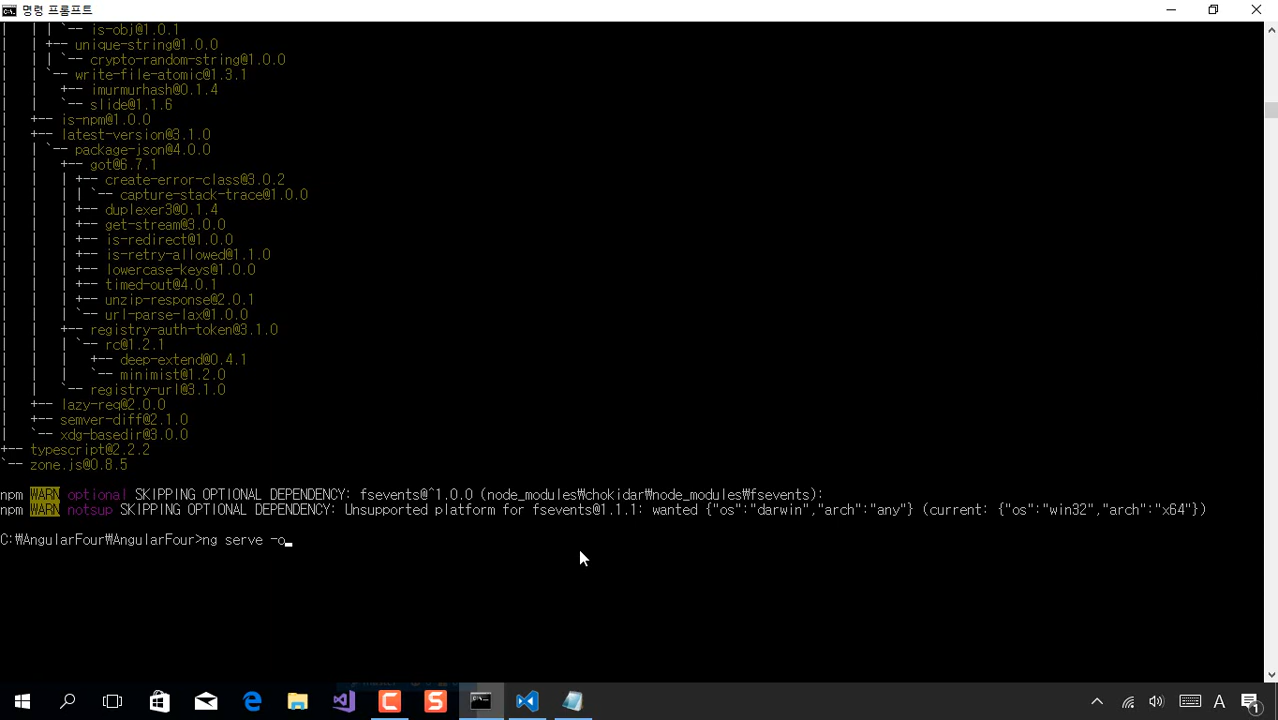 명령 프롬프트
| | | `-- is-obj@1.0.1
| | +-- unique-string@1.0.0
| | | `-- crypto-random-string@1.0.0
| | `-- write-file-atomic@1.3.1
| |   +-- imurmurhash@0.1.4
| |   `-- slide@1.1.6
| +-- is-npm@1.0.0
| +-- latest-version@3.1.0
| | `-- package-json@4.0.0
| |   +-- got@6.7.1
| |   | +-- create-error-class@3.0.2
| |   | | `-- capture-stack-trace@1.0.0
| |   | +-- duplexer3@0.1.4
| |   | +-- get-stream@3.0.0
| |   | +-- is-redirect@1.0.0
| |   | +-- is-retry-allowed@1.1.0
| |   | +-- lowercase-keys@1.0.0
| |   | +-- timed-out@4.0.1
| |   | +-- unzip-response@2.0.1
| |   | `-- url-parse-lax@1.0.0
| |   +-- registry-auth-token@3.1.0
| |   | `-- rc@1.2.1
| |   |   +-- deep-extend@0.4.1
| |   |   `-- minimist@1.2.0
| |   `-- registry-url@3.1.0
| +-- lazy-req@2.0.0
| +-- semver-diff@2.1.0
| `-- xdg-basedir@3.0.0
+-- typescript@2.2.2
`-- zone.js@0.8.5
npm WARN optional SKIPPING OPTIONAL DEPENDENCY: fsevents@^1.0.0 (node_modules₩chokidar₩node_modules₩fsevents):
npm WARN notsup SKIPPING OPTIONAL DEPENDENCY: Unsupported platform for fsevents@1.1.1: wanted {"os":"darwin","arch":"any"} (current: {"os":"win32","arch":"x64"})
C:₩AngularFour₩AngularFour>ng serve -o
A
1